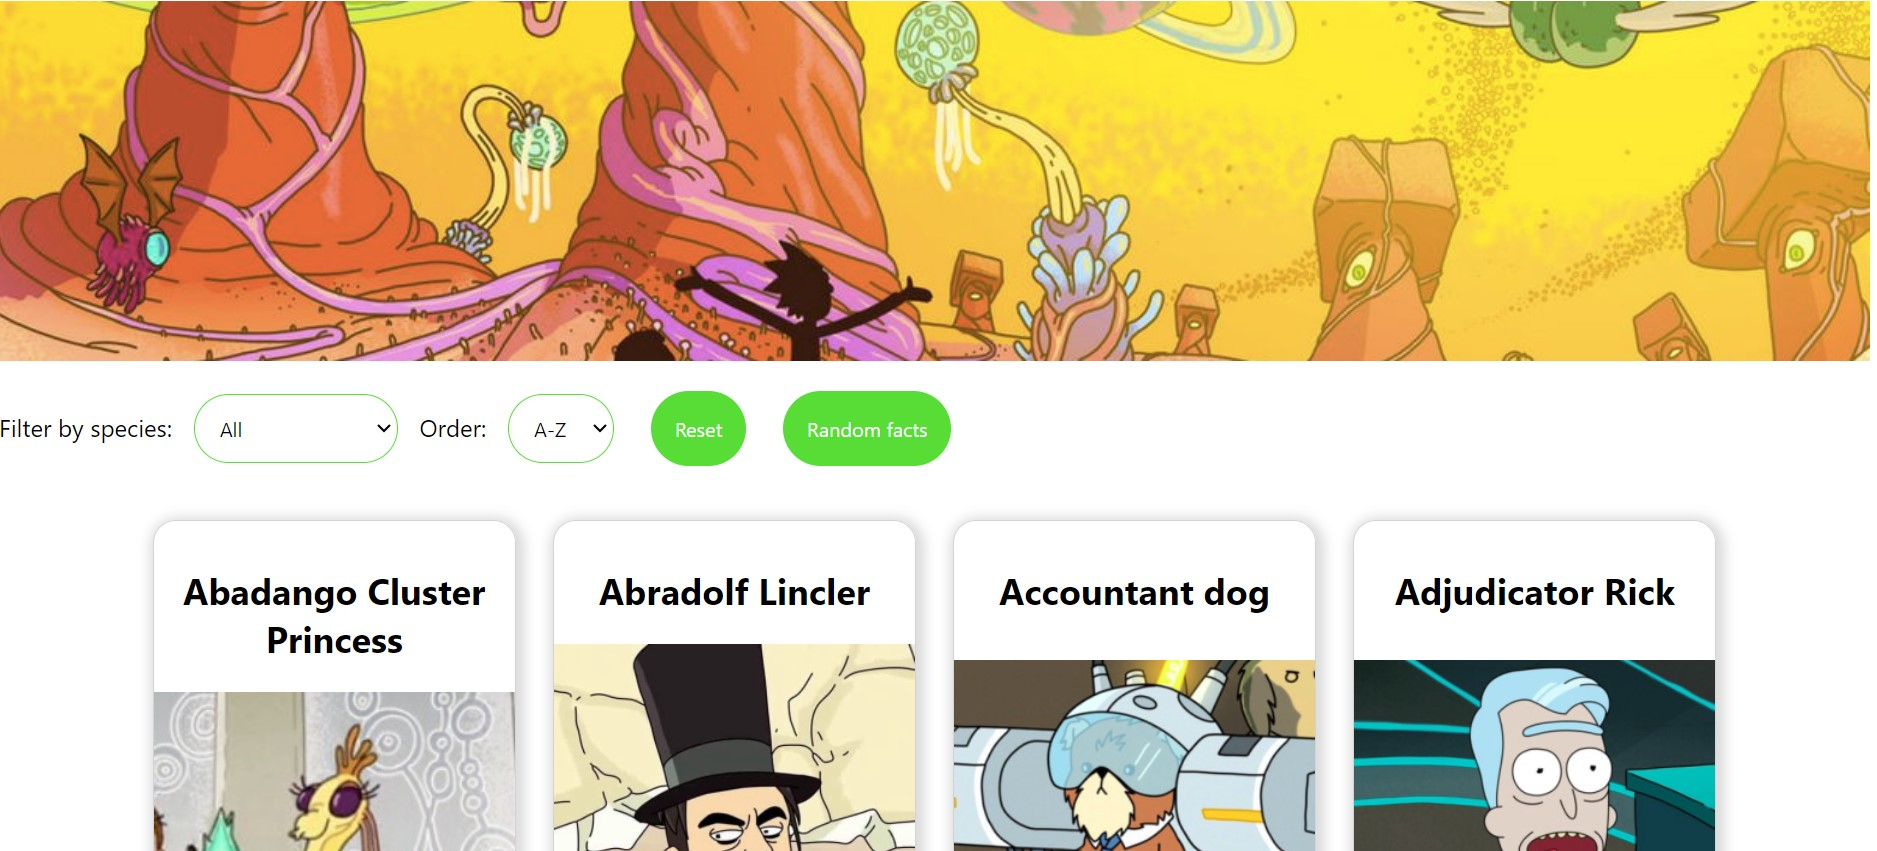 Filter by species: All Order: A-Z Reset Random facts
Abadango Cluster
Princess
Abradolf Lincler
Accountant dog
Adjudicator Rick